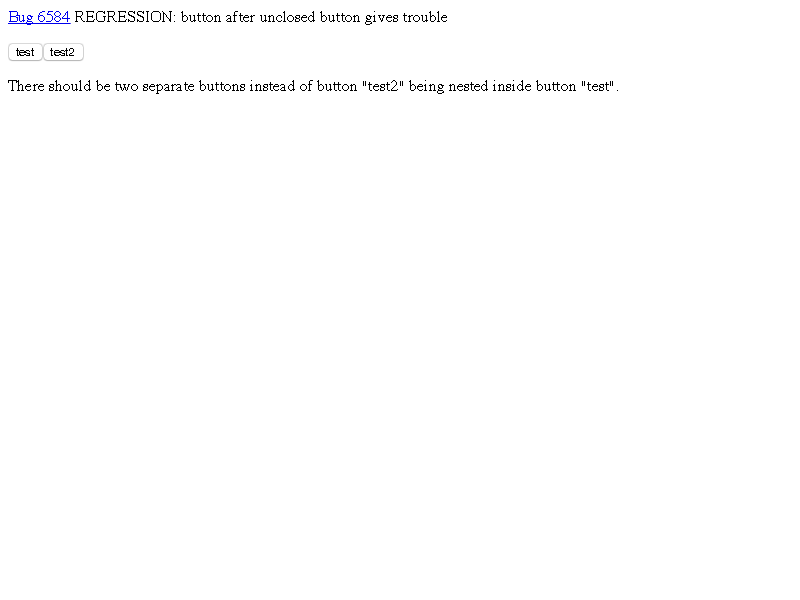 Bug 6584 REGRESSION: button after unclosed button gives trouble
test test2
There should be two separate buttons instead of button "test2" being nested inside button "test".